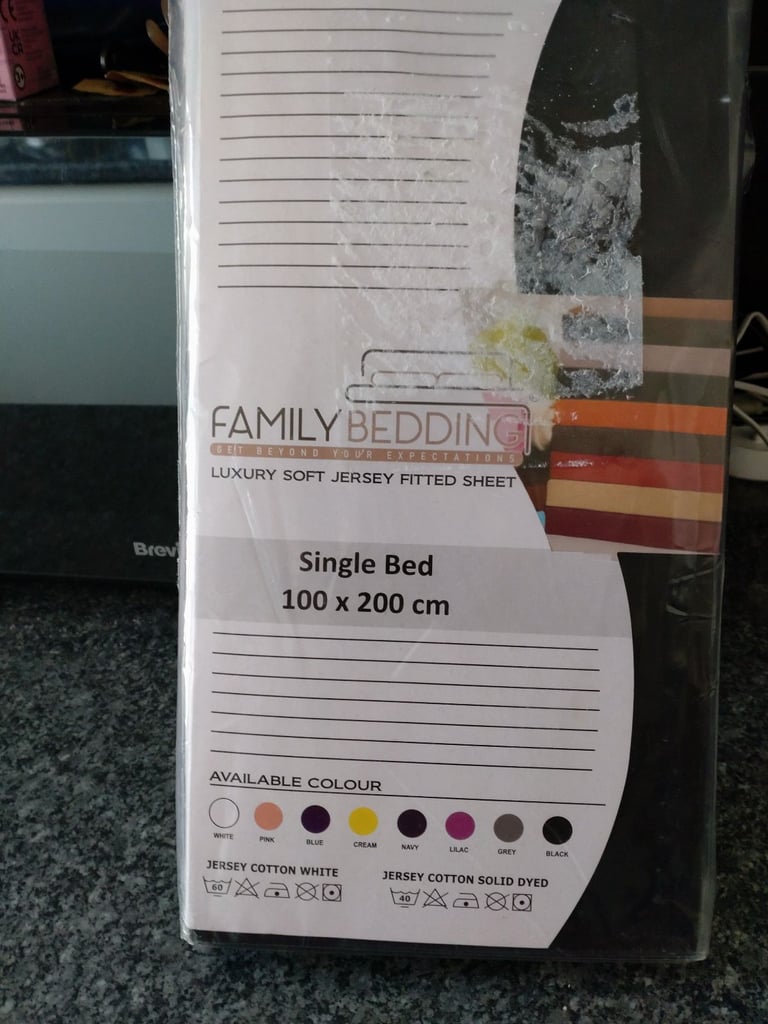 FAMILY BEDDING
GET BEYOND YOUR EXPECTATIONS
LUXURY SOFT JERSEY FITTED SHEET
Single Bed
100 x 200 cm
AVAILABLE COLOUR
WHITE PINK BLUE CREAM NAVY LILAC GREY BLACK
JERSEY COTTON WHITE
60
JERSEY COTTON SOLID DYED
40